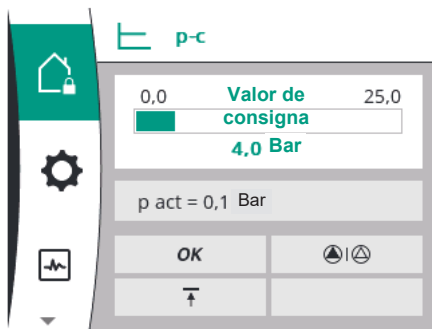 p-c
0,0 Valor de 25,0
consigna
4,0 Bar
p act = 0,1 Bar
OK